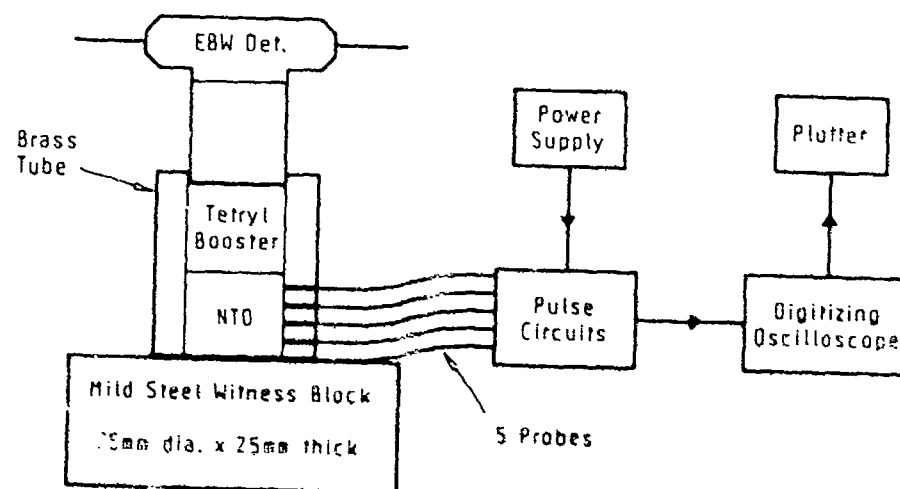 EBW Det.
Brass
Tube
Tetryl
Booster
NTO
Power
Supply
Plotter
Pulse
Circuits
Digitizing
Oscilloscope
Mild Steel Witness Block
dia. x 25mm thick
5 Probes